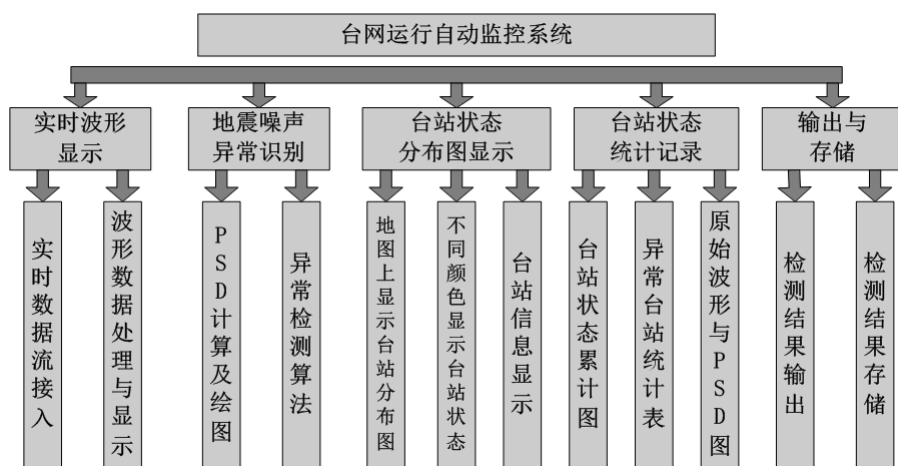 台网运行自动监控系统
实时波形
显示
地震噪声
异常识别
台站状态
分布图显示
台站状态
统计记录
输出与
存储
实时数据流接入
波形数据处理与显示
PSD计算及绘图
异常检测算法
地图上显示台站分布图
不同颜色显示台站状态
台站信息显示
台站状态累计图
异常台站统计表
原始波形与PSD图
检测结果输出
检测结果存储